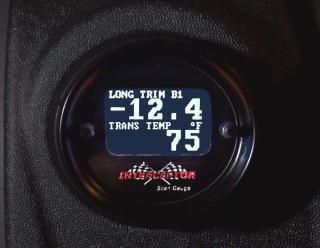 LONG TRIM B1
-12.4
TRANS TEMP °F
75
INTERCEPTOR
Scan Gauge